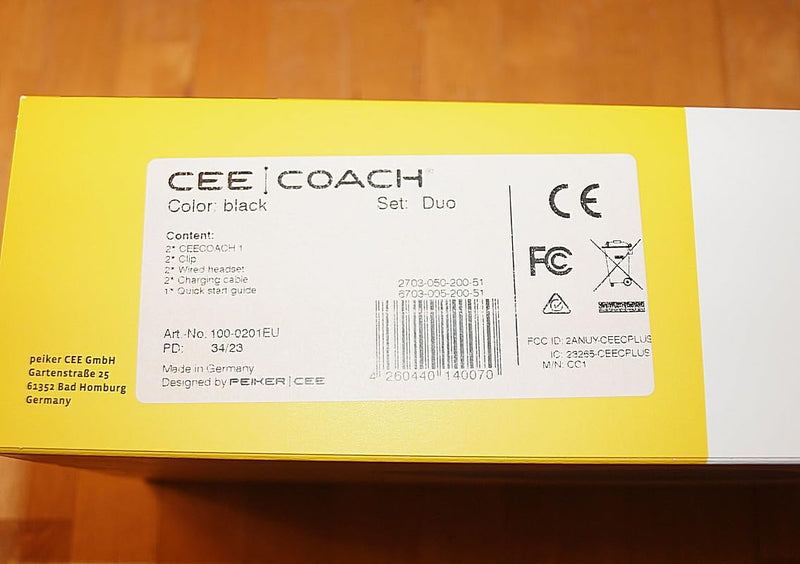 CEE|COACH®
Color: black Set: Duo
Content:
2* CEECOACH 1
2* Clip
2* Wired headset
2* Charging cable
1* Quick start guide
2703-050-200-51
6703-005-200-51
Art.-No. 100-0201EU
PD: 34/23
Made in Germany
Designed by PEIKER|CEE
4 260440 140070
CE
FC
FCC ID: 2ANUY-CEECPLUS
IC: 23265-CEECPLUS
M/N: CC1
peiker CEE GmbH
Gartenstraße 25
61352 Bad Homburg
Germany